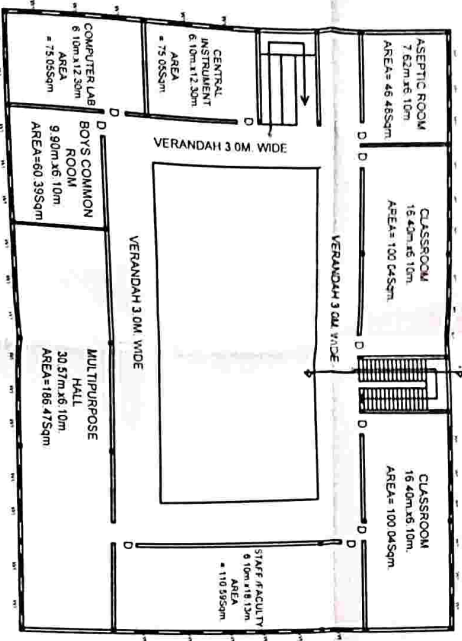 COMPUTER LAB
6.10m.x12.30m
AREA
= 75.05Sqm
CENTRAL
INSTRUMENT
6.10m.x12.30m.
AREA
= 75.05Sqm
ASEPTIC ROOM
7.62m.x6.10m.
AREA= 46.48Sqm
VERANDAH 3.0M. WIDE
BOYS COMMON
ROOM
9.90m.x6.10m.
AREA=60.39Sqm
CLASSROOM
16.40m.x6.10m.
AREA= 100.04Sqm.
VERANDAH 3.0M. WIDE
VERANDAH 3.0M. WIDE
MULTIPURPOSE
HALL
30.57m.x6.10m.
AREA=186.47Sqm.
CLASSROOM
16.40m.x6.10m.
AREA= 100.04Sqm.
STAFF /FACULTY
6.10m.x18.13m.
AREA
= 110.59Sqm
D
D
D
D
D
D
D
D
D
D